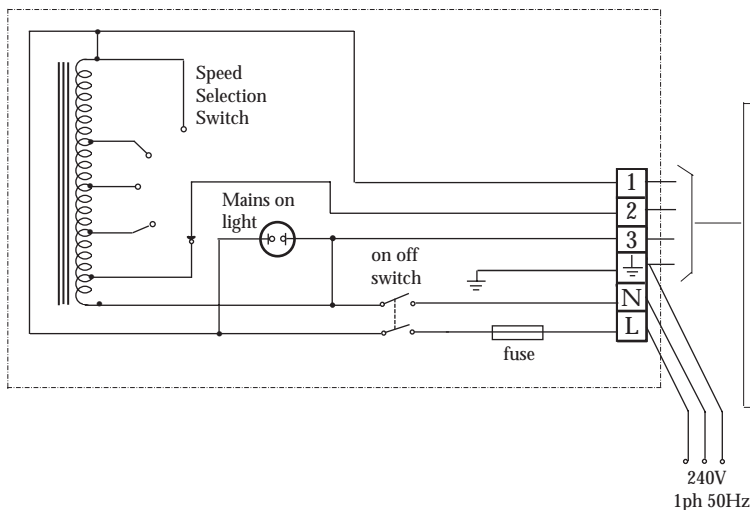 Speed
Selection
Switch
Mains on
light
on off
switch
fuse
1
2
3
N
L
240V
1ph 50Hz